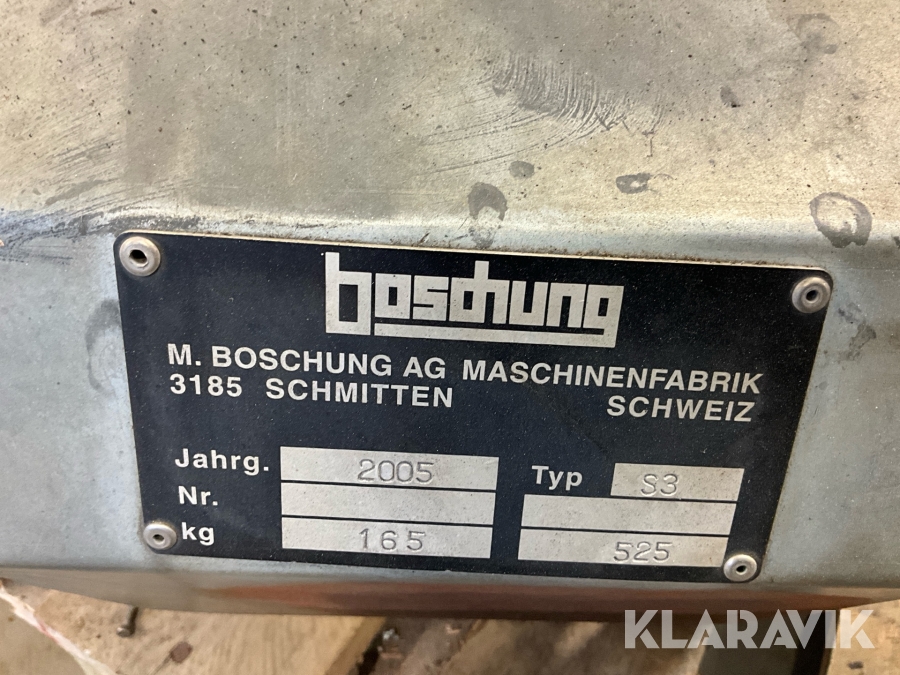 boschung
M. BOSCHUNG AG MASCHINENFABRIK
3185 SCHMITTEN SCHWEIZ
Jahrg. 2005 Typ S3
Nr.
kg 165 525
KLARAVIK